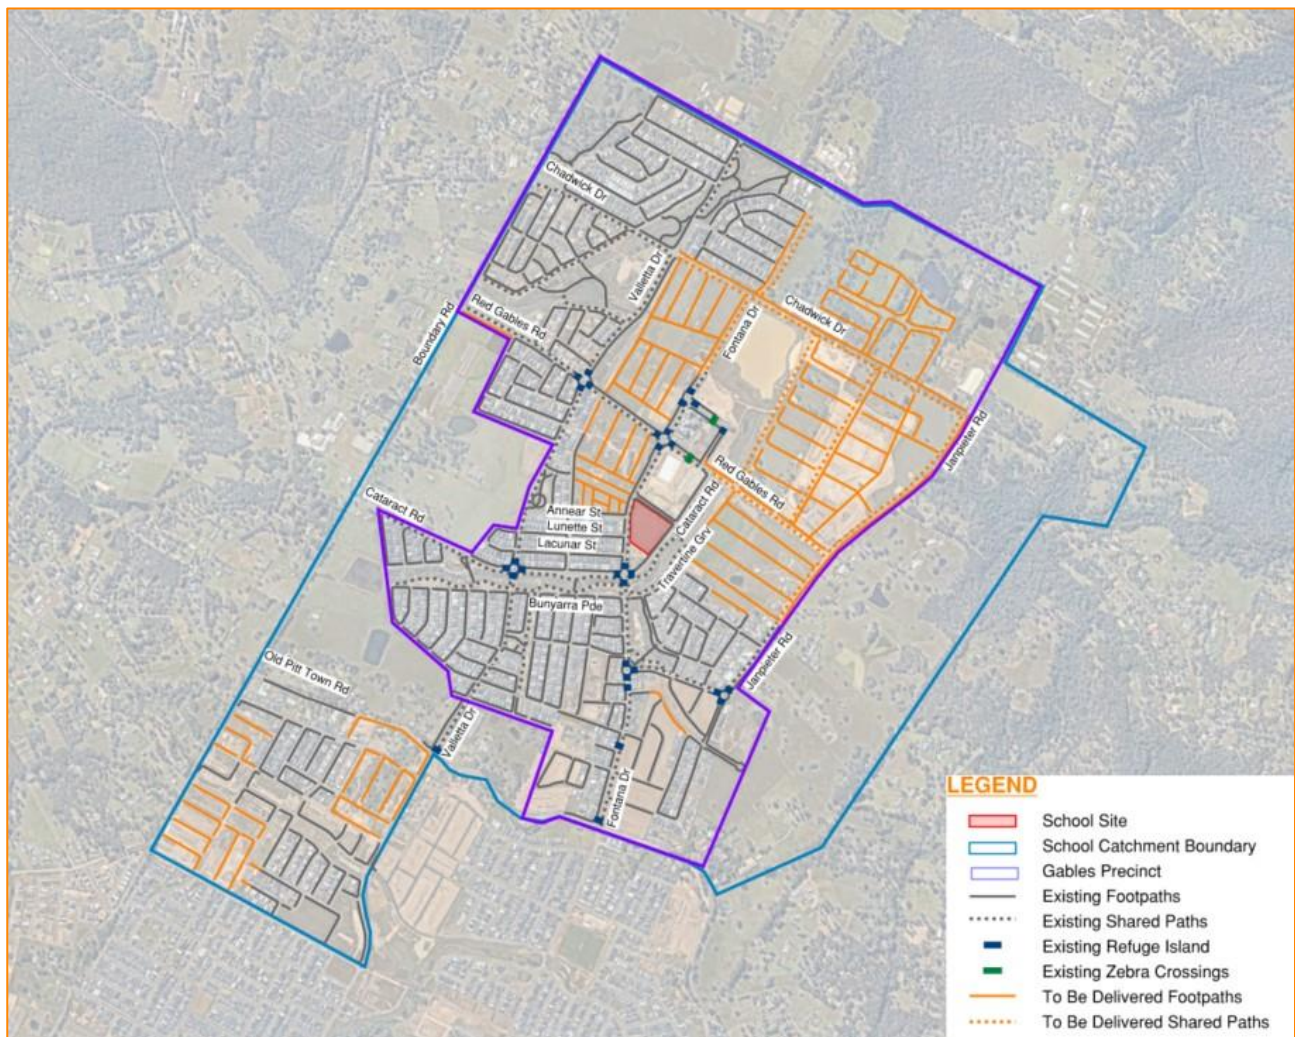 Chadwick Dr
Valletta Dr
Boundary Rd
Red Gables Rd
Fontana Dr
Chadwick Dr
Janpieter Rd
Red Gables Rd
Cataract Rd
Cataract Rd
Annear St
Lunette St
Lacunar St
Travertine Grv
Bunyarra Pde
Janpieter Rd
Old Pitt Town Rd
Valletta Dr
Fontana Dr
LEGEND
School Site
School Catchment Boundary
Gables Precinct
Existing Footpaths
Existing Shared Paths
Existing Refuge Island
Existing Zebra Crossings
To Be Delivered Footpaths
To Be Delivered Shared Paths